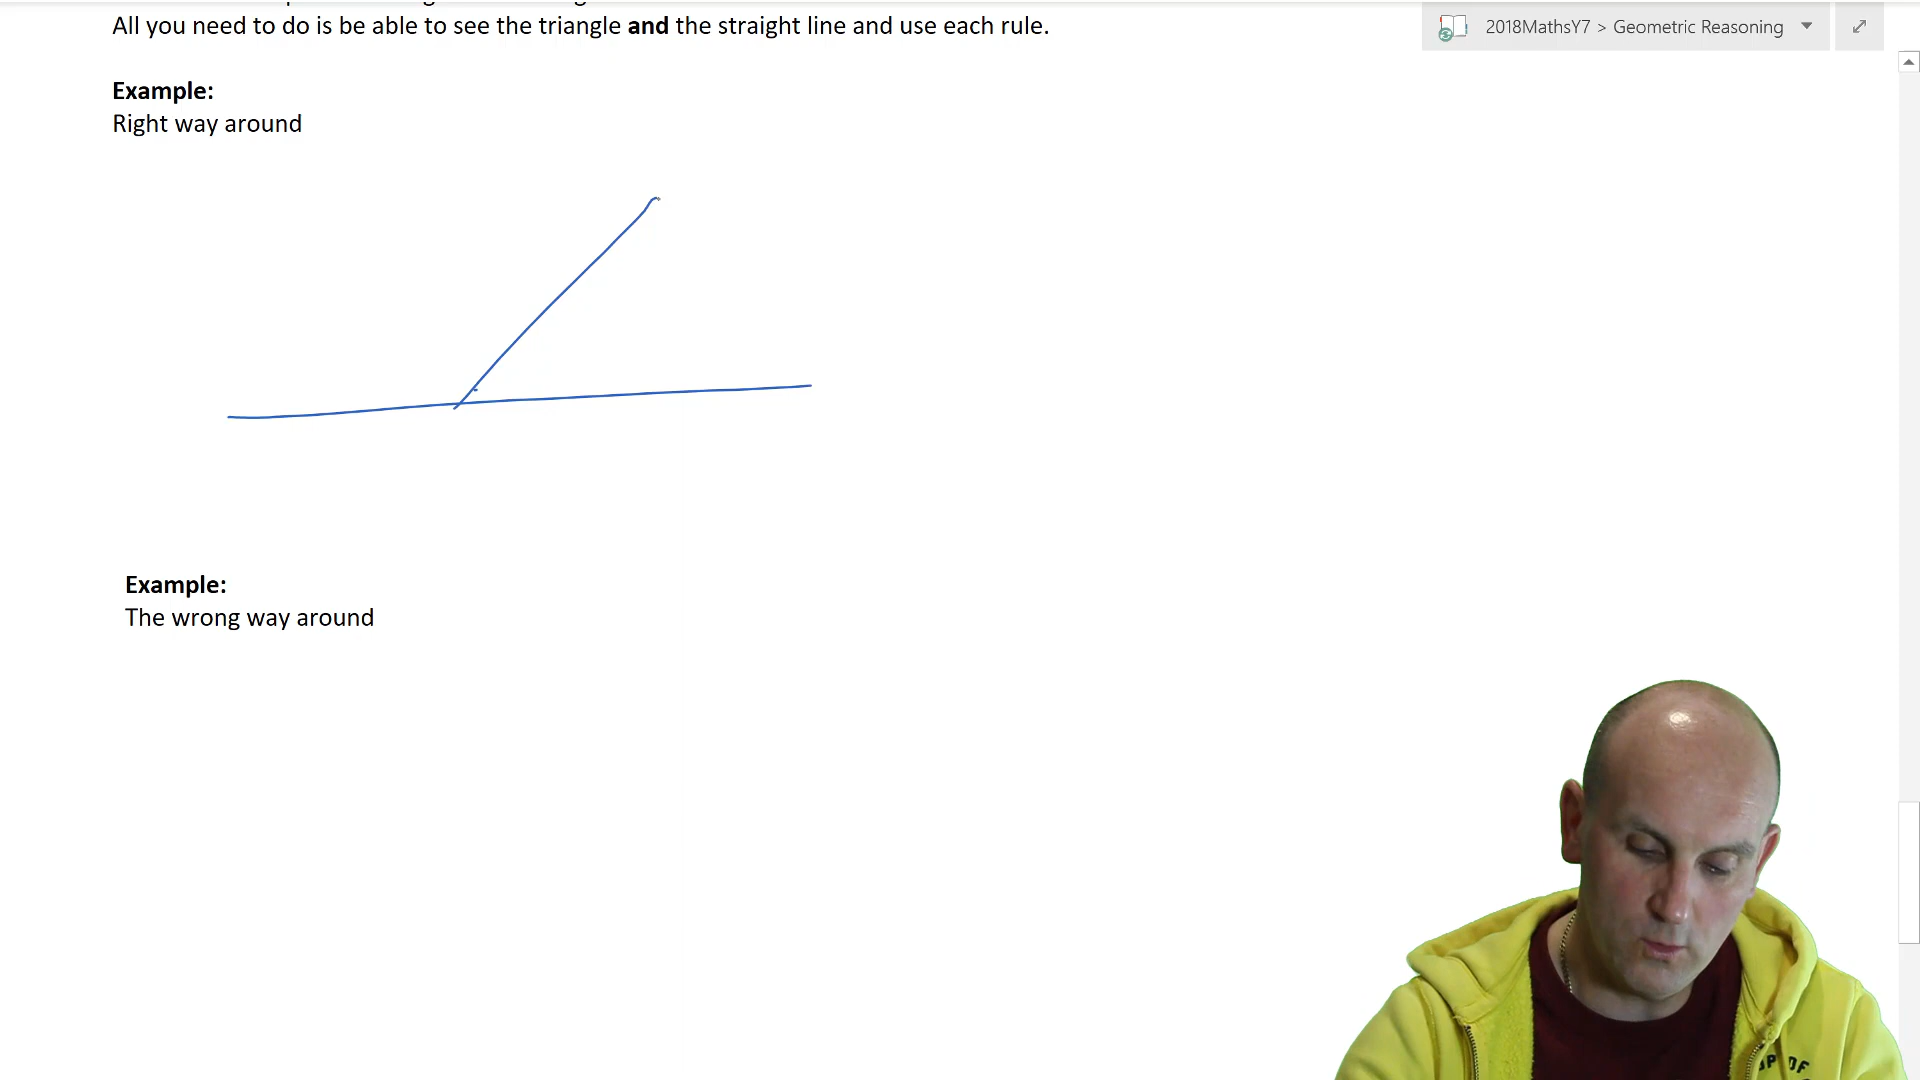 All you need to do is be able to see the triangle and the straight line and use each rule.
2018MathsY7 > Geometric Reasoning
Example:
Right way around
Example:
The wrong way around